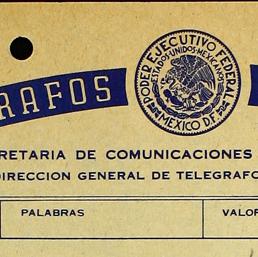 RAFOS
PODER EJECUTIVO FEDERAL
ESTADOS UNIDOS MEXICANOS
MEXICO D.F.
RETARIA DE COMUNICACIONES
DIRECCION GENERAL DE TELEGRAFO
PALABRAS VALOR